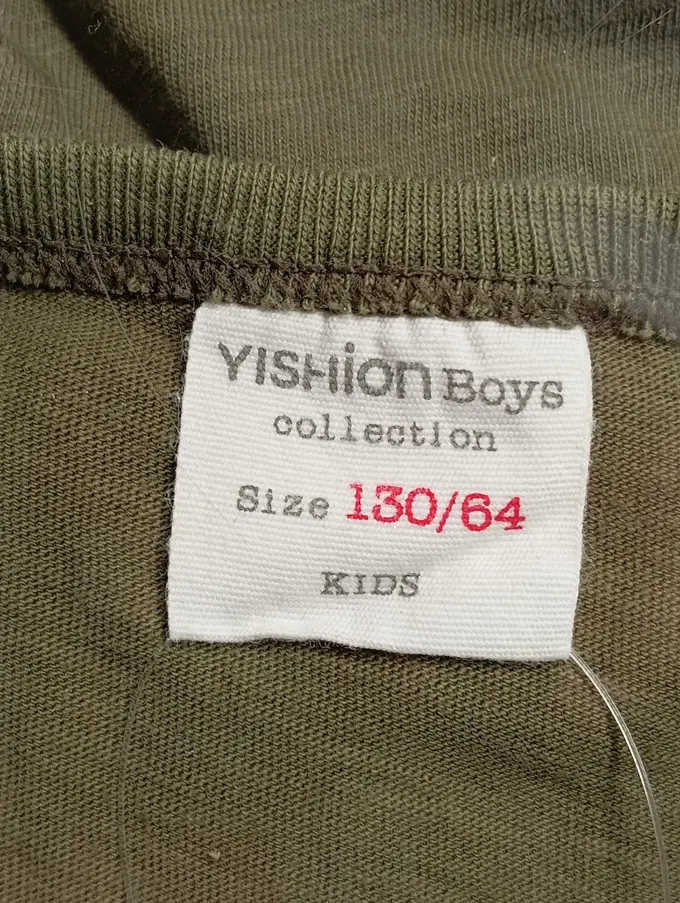 YISHiON Boys
collection
Size 130/64
KIDS